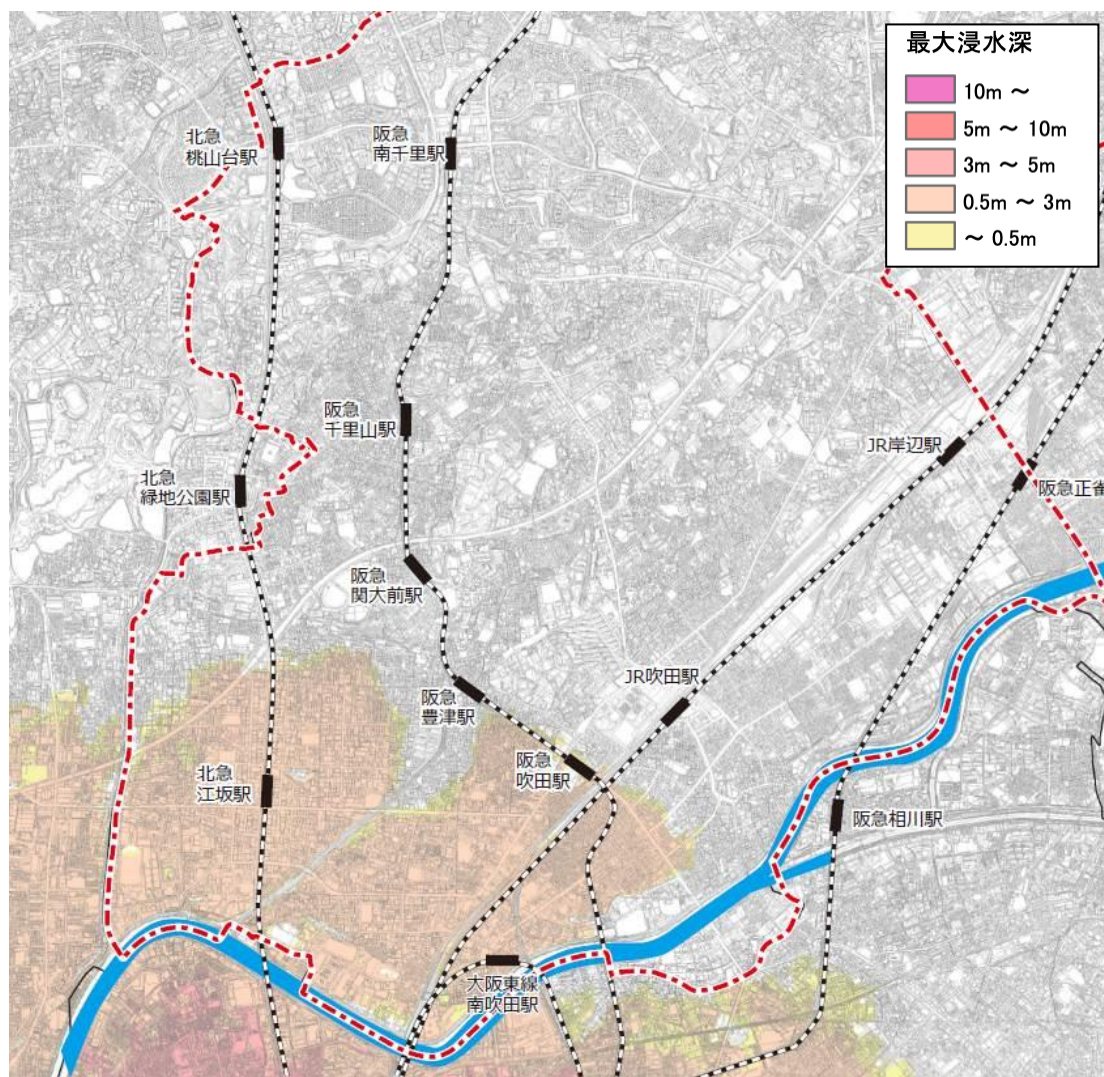 最大浸水深
10m ～
5m ～ 10m
3m ～ 5m
0.5m ～ 3m
～ 0.5m
北急
桃山台駅
阪急
南千里駅
阪急
千里山駅
JR岸辺駅
北急
緑地公園駅
阪急正雀
阪急
関大前駅
JR吹田駅
阪急
豊津駅
阪急
吹田駅
北急
江坂駅
阪急相川駅
大阪東線
南吹田駅